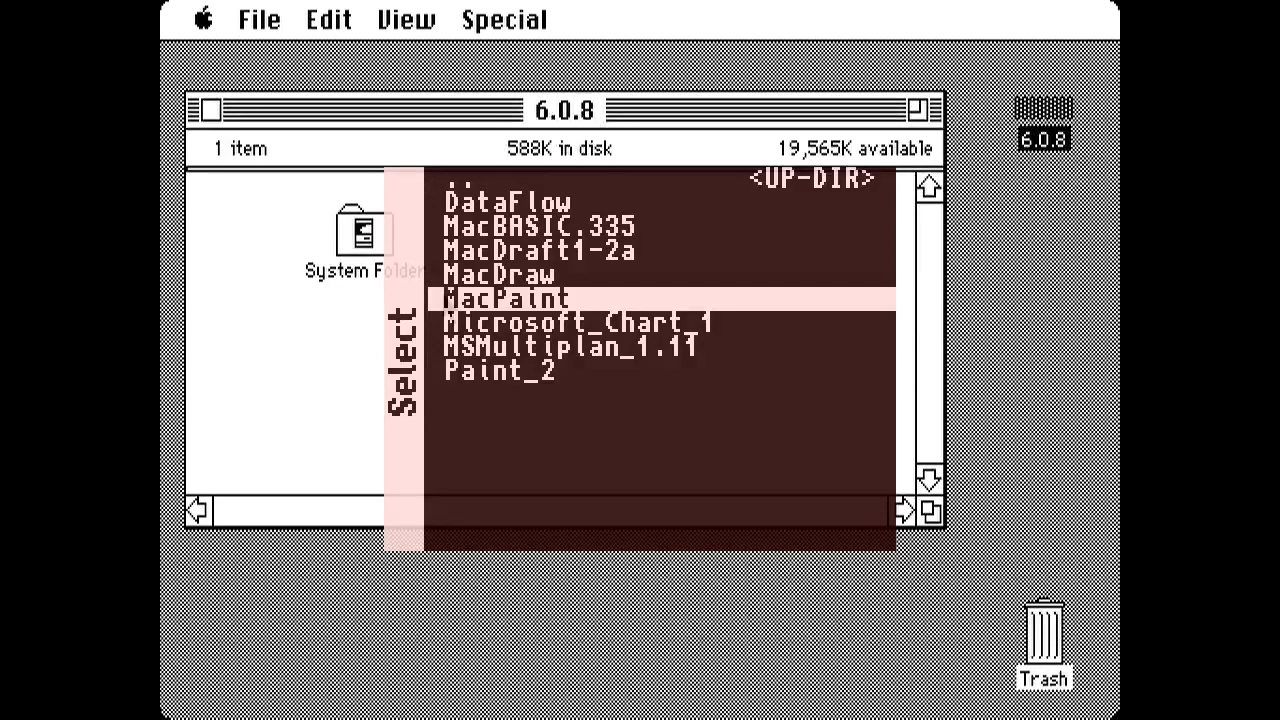 File Edit View Special
6.0.8
1 item 588K in disk 19,565K available
6.0.8
.. <UP-DIR>
DataFlow
MacBASIC.335
MacDraft1-2a
MacDraw
MacPaint
Microsoft_Chart_1
MSMultiplan_1.11
Paint_2
System Folder
Select
Trash